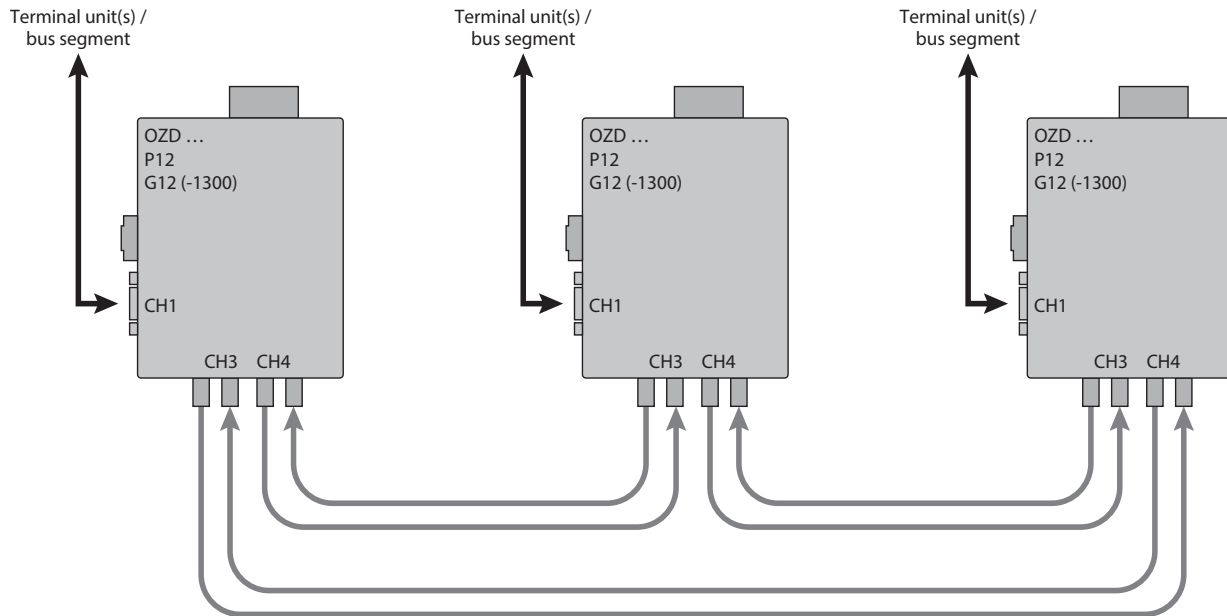 Terminal unit(s) /
bus segment
Terminal unit(s) /
bus segment
Terminal unit(s) /
bus segment
OZD …
P12
G12 (-1300)
CH1
CH3 CH4
OZD …
P12
G12 (-1300)
CH1
CH3 CH4
OZD …
P12
G12 (-1300)
CH1
CH3 CH4